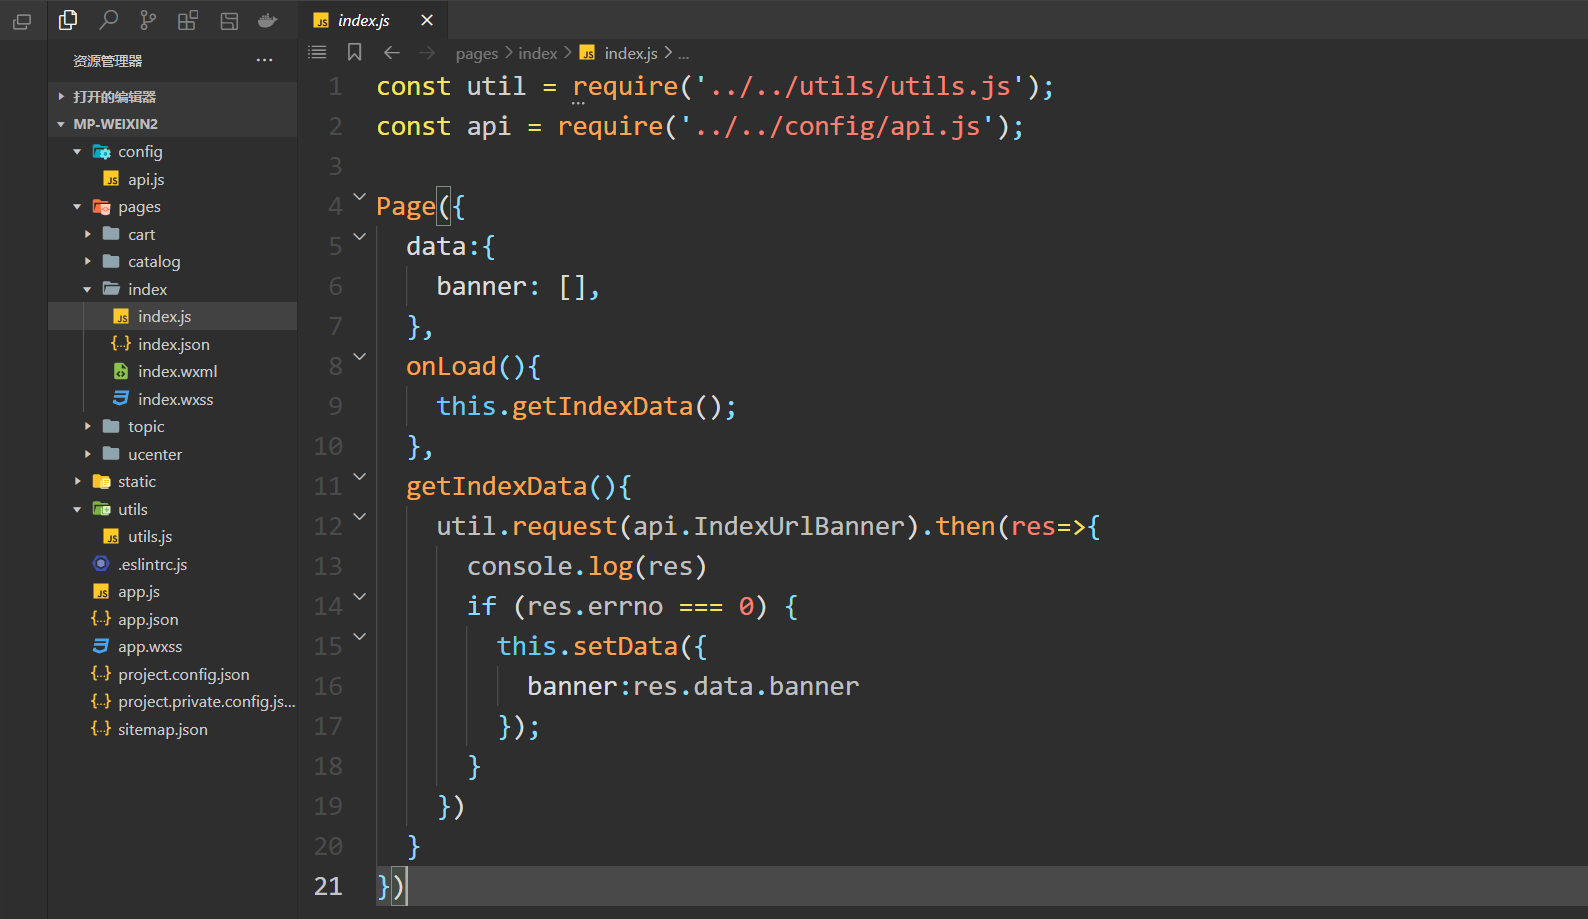 index.js
资源管理器
打开的编辑器
MP-WEIXIN2
config
api.js
pages
cart
catalog
index
index.js
index.json
index.wxml
index.wxss
topic
ucenter
static
utils
utils.js
.eslintrc.js
app.js
app.json
app.wxss
project.config.json
project.private.config.js...
sitemap.json
pages > index > JS index.js > ...
1 const util = require('../../utils/utils.js');
2 const api = require('../../config/api.js');
3
4 Page({
5   data:{
6     banner: [],
7   },
8   onLoad(){
9     this.getIndexData();
10   },
11   getIndexData(){
12     util.request(api.IndexUrlBanner).then(res=>{
13       console.log(res)
14       if (res.errno === 0) {
15         this.setData({
16           banner:res.data.banner
17         });
18       }
19     })
20   }
21 })